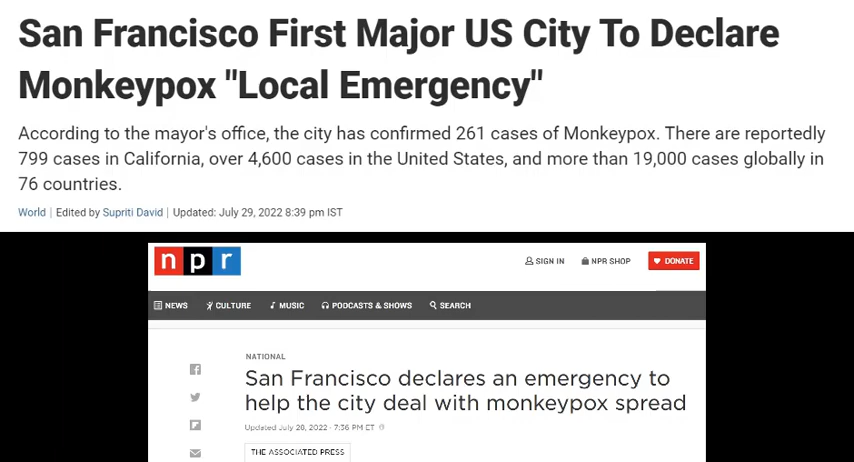 San Francisco First Major US City To Declare
Monkeypox "Local Emergency"
According to the mayor's office, the city has confirmed 261 cases of Monkeypox. There are reportedly
799 cases in California, over 4,600 cases in the United States, and more than 19,000 cases globally in
76 countries.
World | Edited by Supriti David | Updated: July 29, 2022 8:39 pm IST
npr
SIGN IN NPR SHOP DONATE
NEWS CULTURE MUSIC PODCASTS & SHOWS SEARCH
NATIONAL
San Francisco declares an emergency to
help the city deal with monkeypox spread
Updated July 28, 2022 · 7:36 PM ET
THE ASSOCIATED PRESS